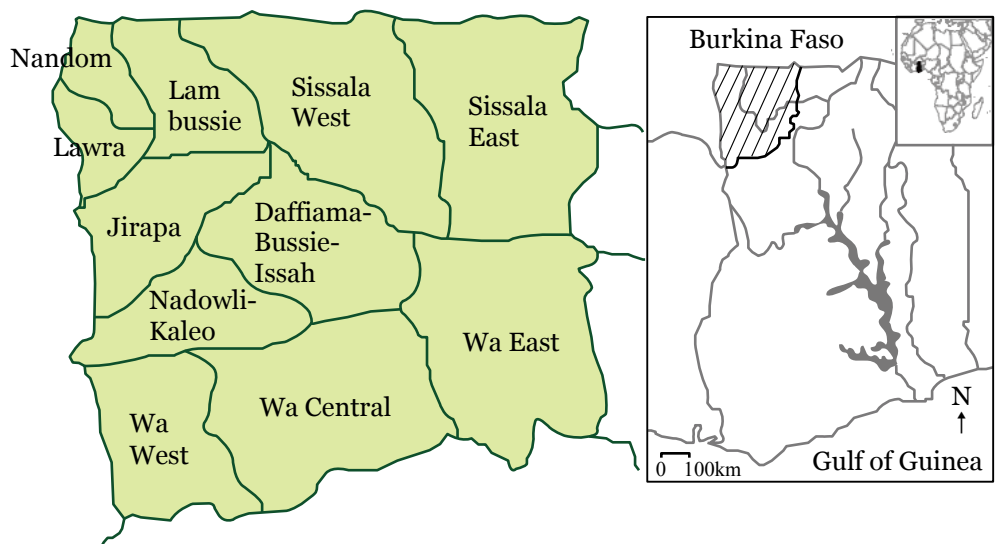 Nandom
Lam
bussie
Sissala
West
Sissala
East
Lawra
Jirapa
Daffiama-
Bussie-
Issah
Nadowli-
Kaleo
Wa East
Wa Central
Wa
West
Burkina Faso
N
0 100km
Gulf of Guinea